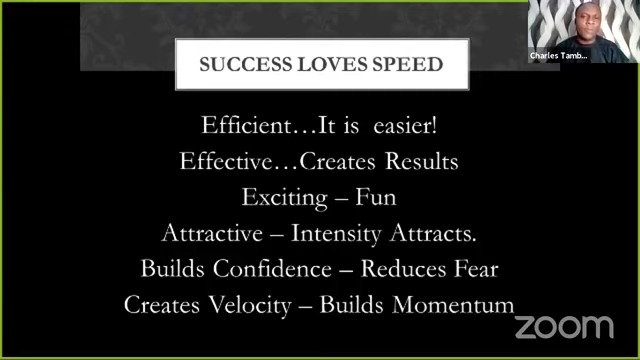 SUCCESS LOVES SPEED
Charles Tamb...
Efficient...It is easier!
Effective...Creates Results
Exciting – Fun
Attractive – Intensity Attracts.
Builds Confidence – Reduces Fear
Creates Velocity – Builds Momentum
zoom